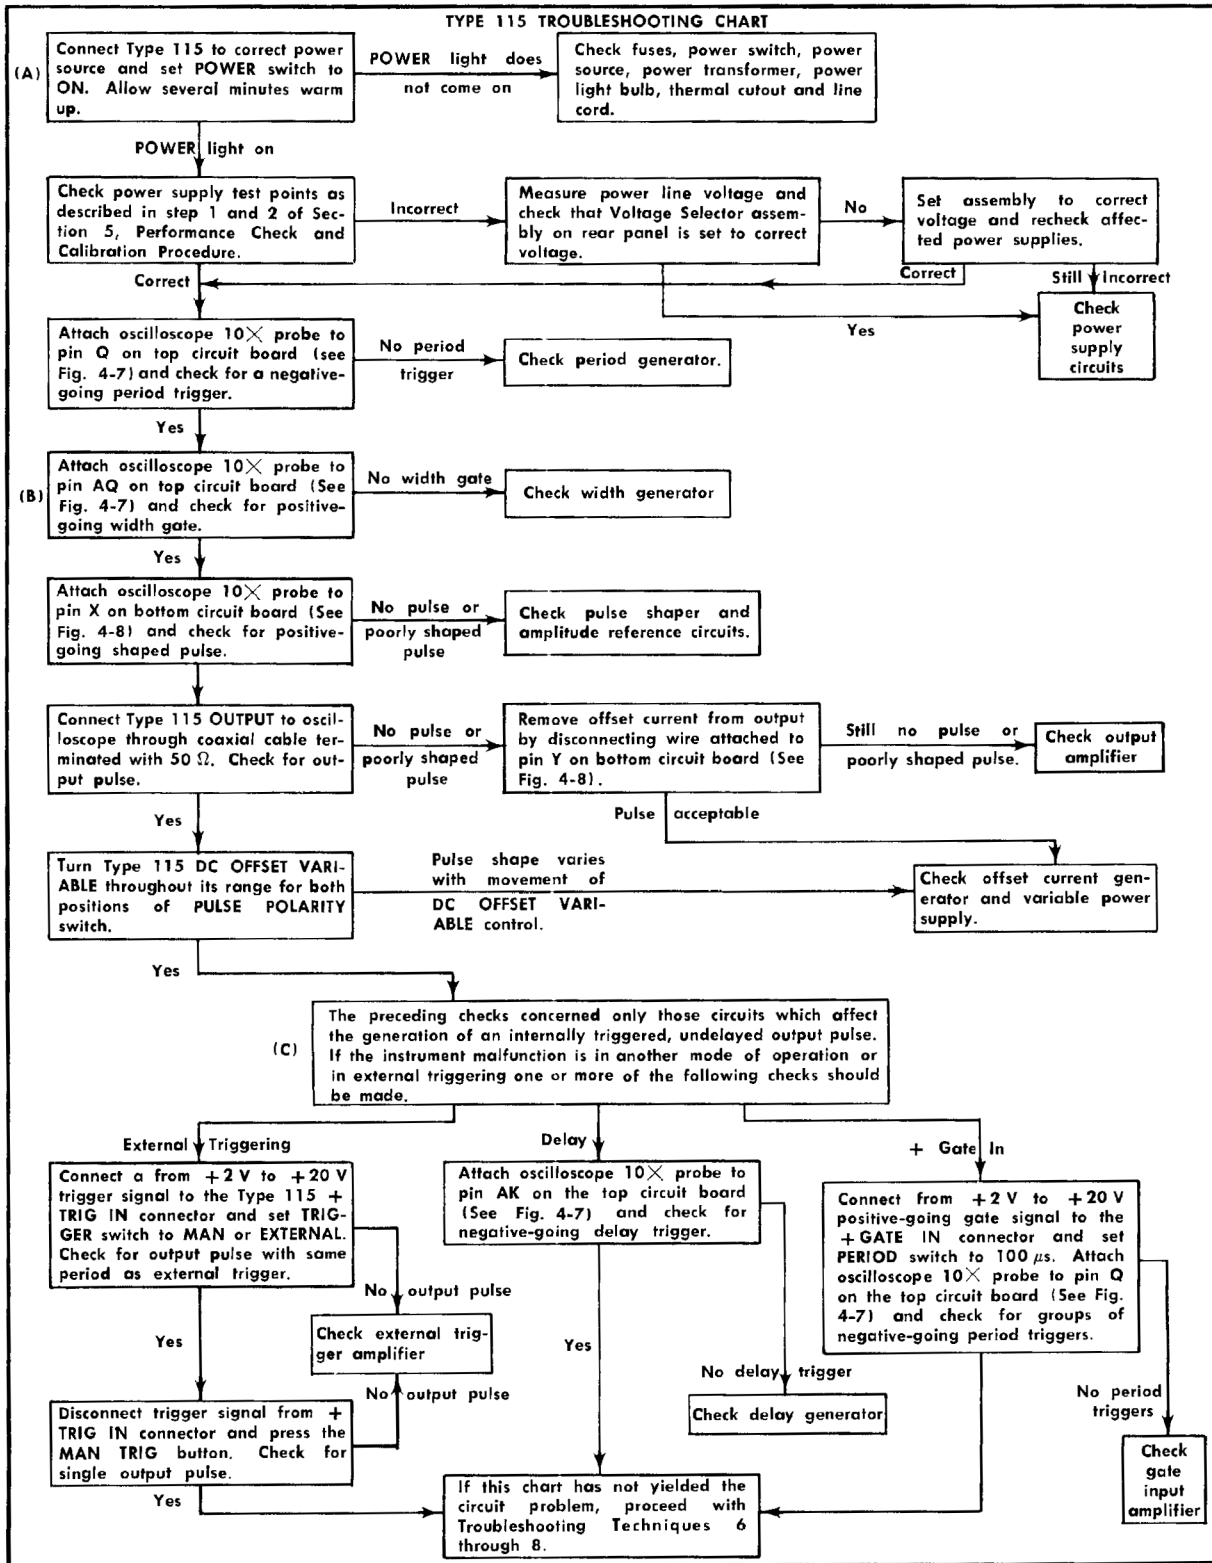 TYPE 115 TROUBLESHOOTING CHART
(A)
Connect Type 115 to correct power
source and set POWER switch to
ON. Allow several minutes warm
up.
POWER light does
not come on
Check fuses, power switch, power
source, power transformer, power
light bulb, thermal cutout and line
cord.
POWER light on
Check power supply test points as
described in step 1 and 2 of Sec-
tion 5, Performance Check and
Calibration Procedure.
Incorrect
Measure power line voltage and
check that Voltage Selector assem-
bly on rear panel is set to correct
voltage.
No
Set assembly to correct
voltage and recheck affec-
ted power supplies.
Correct
Correct
Still Incorrect
Yes
Check
power
supply
circuits
Attach oscilloscope 10X probe to
pin Q on top circuit board (see
Fig. 4-7) and check for a negative-
going period trigger.
No period
trigger
Check period generator.
Yes
(B)
Attach oscilloscope 10X probe to
pin AQ on top circuit board (See
Fig. 4-7) and check for positive-
going width gate.
No width gate
Check width generator
Yes
Attach oscilloscope 10X probe to
pin X on bottom circuit board (See
Fig. 4-8) and check for positive-
going shaped pulse.
No pulse or
poorly shaped
pulse
Check pulse shaper and
amplitude reference circuits.
Connect Type 115 OUTPUT to oscil-
loscope through coaxial cable ter-
minated with 50 Ω. Check for out-
put pulse.
No pulse or
poorly shaped
pulse
Remove offset current from output
by disconnecting wire attached to
pin Y on bottom circuit board (See
Fig. 4-8).
Still no pulse or
poorly shaped pulse.
Check output
amplifier
Yes
Pulse acceptable
Turn Type 115 DC OFFSET VARI-
ABLE throughout its range for both
positions of PULSE POLARITY
switch.
Pulse shape varies
with movement of
DC OFFSET VARI-
ABLE control.
Check offset current gen-
erator and variable power
supply.
Yes
(C)
The preceding checks concerned only those circuits which affect
the generation of an internally triggered, undelayed output pulse.
If the instrument malfunction is in another mode of operation or
in external triggering one or more of the following checks should
be made.
External Triggering
Delay
+ Gate In
Connect a from +2 V to +20 V
trigger signal to the Type 115 +
TRIG IN connector and set TRIG-
GER switch to MAN or EXTERNAL.
Check for output pulse with same
period as external trigger.
Attach oscilloscope 10X probe to
pin AK on the top circuit board
(See Fig. 4-7) and check for
negative-going delay trigger.
Connect from +2 V to +20 V
positive-going gate signal to the
+GATE IN connector and set
PERIOD switch to 100 μs. Attach
oscilloscope 10X probe to pin Q
on the top circuit board (See Fig.
4-7) and check for groups of
negative-going period triggers.
No output pulse
Check external trig-
ger amplifier
Yes
Yes
No output pulse
No delay trigger
Check delay generator
No period
triggers
Check
gate
input
amplifier
Disconnect trigger signal from +
TRIG IN connector and press the
MAN TRIG button. Check for
single output pulse.
Yes
If this chart has not yielded the
circuit problem, proceed with
Troubleshooting Techniques 6
through 8.